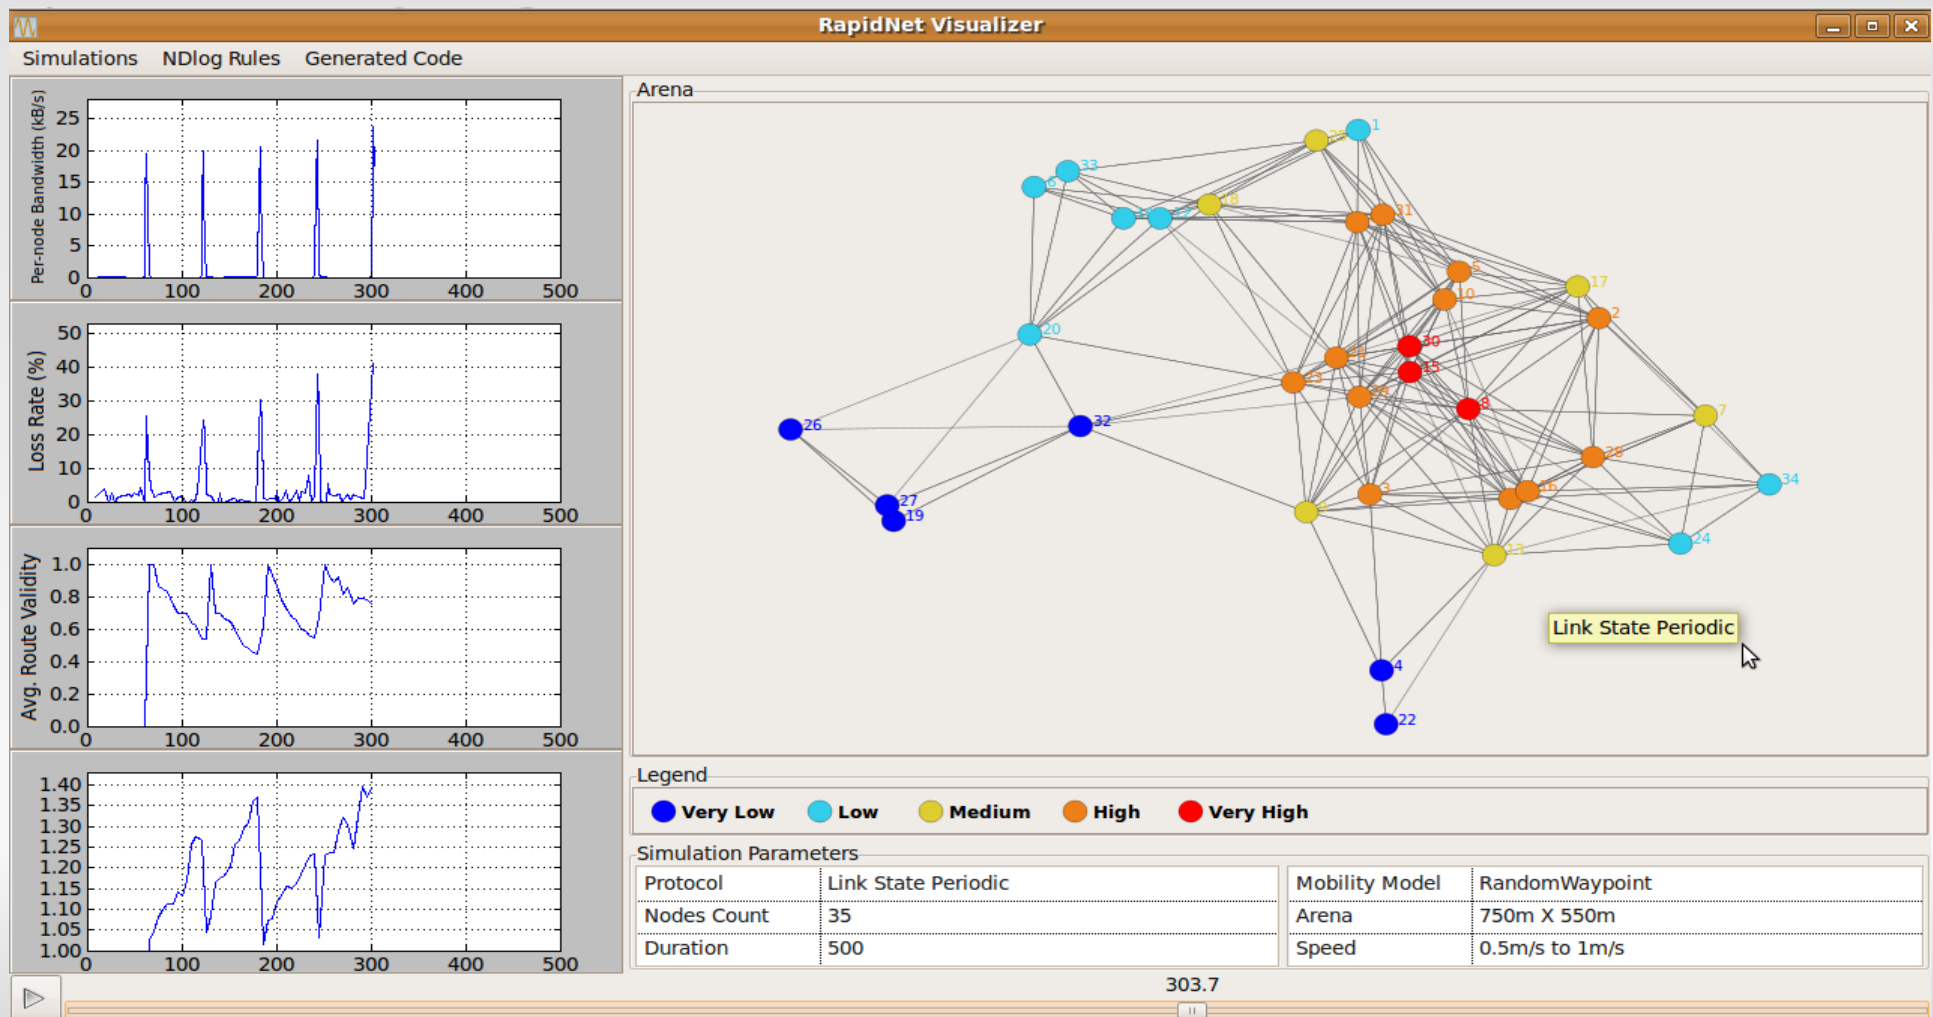 RapidNet Visualizer
Simulations NDlog Rules Generated Code
Per-node Bandwidth (kB/s)
25
20
15
10
5
0
0 100 200 300 400 500
Loss Rate (%)
50
40
30
20
10
0
0 100 200 300 400 500
Avg. Route Validity
1.0
0.8
0.6
0.4
0.2
0.0
0 100 200 300 400 500
1.40
1.35
1.30
1.25
1.20
1.15
1.10
1.05
1.00
0 100 200 300 400 500
Arena
1
33
6
18
31
5
10
17
2
20
30
15
23
8
7
26
32
28
34
3
16
27
19
24
13
4
22
Link State Periodic
Legend
Very Low Low Medium High Very High
Simulation Parameters
Protocol Link State Periodic
Nodes Count 35
Duration 500
Mobility Model RandomWaypoint
Arena 750m X 550m
Speed 0.5m/s to 1m/s
303.7